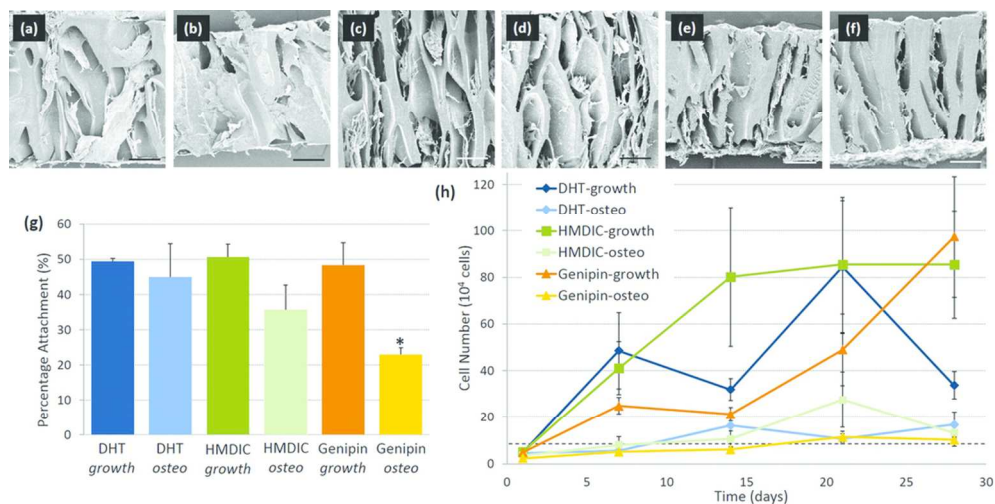 (a)
(b)
(c)
(d)
(e)
(f)
(g)
Percentage Attachment (%)
60
50
40
30
20
10
0
*
DHT growth
DHT osteo
HMDIC growth
HMDIC osteo
Genipin growth
Genipin osteo
(h)
DHT-growth
DHT-osteo
HMDIC-growth
HMDIC-osteo
Genipin-growth
Genipin-osteo
Cell Number (10⁴ cells)
120
100
80
60
40
20
0
0 5 10 15 20 25 30
Time (days)